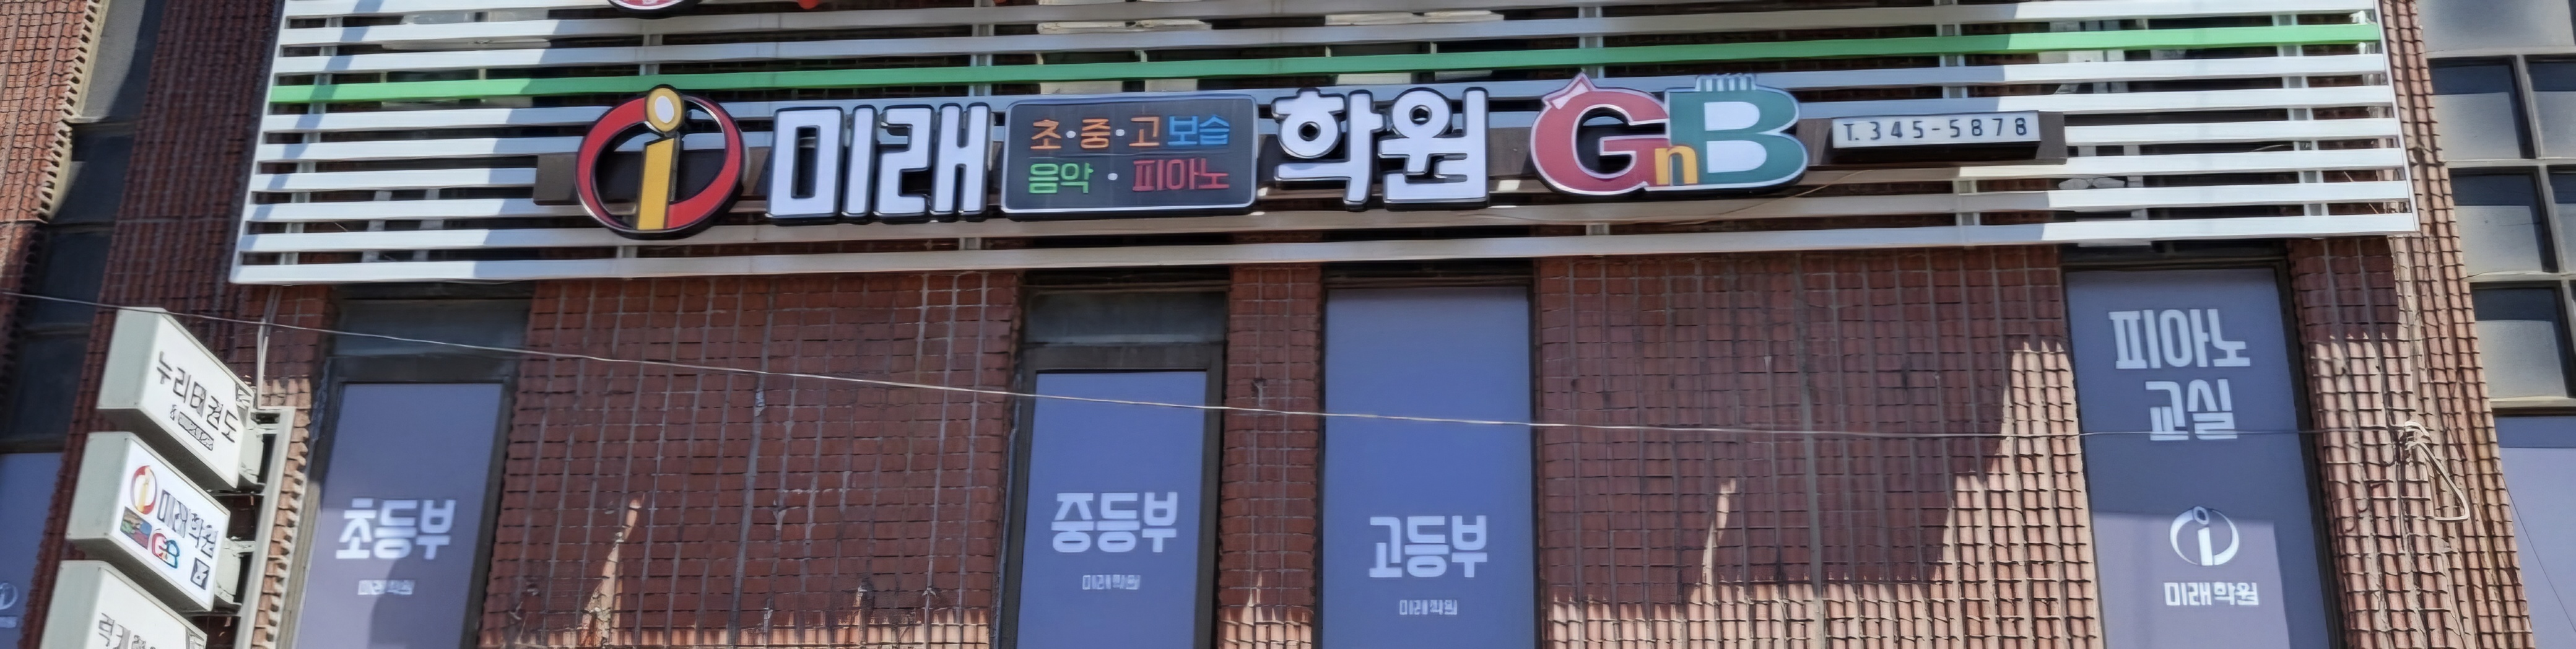 미래 초·중·고 보습 학원 GnB T.345-5878
음악·피아노
누리태권도
미래학원
GnB
초등부
미래학원
중등부
미래학원
고등부
미래학원
피아노
교실
미래학원